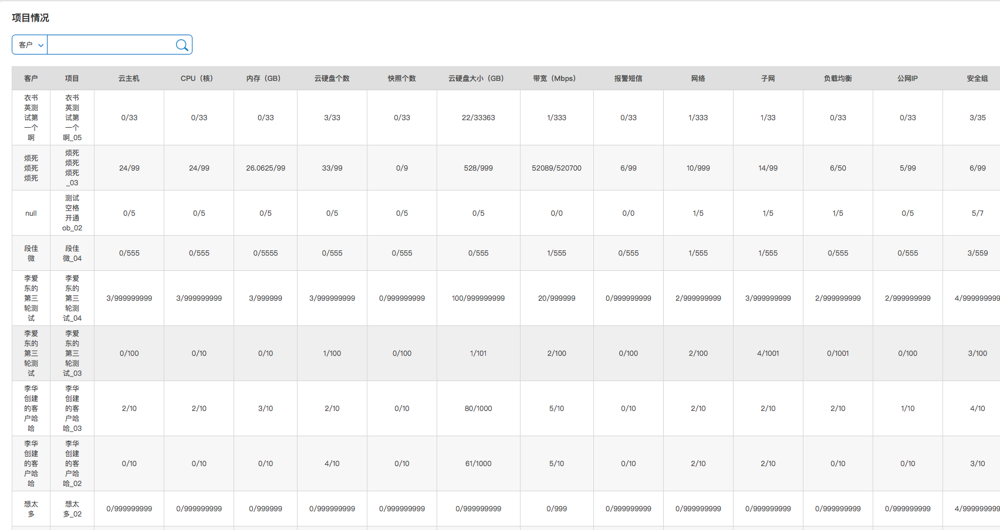 项目情况
客户
客户 项目 云主机 CPU（核） 内存（GB） 云硬盘个数 快照个数 云硬盘大小（GB） 带宽（Mbps） 报警短信 网络 子网 负载均衡 公网IP 安全组
衣书英测试第一个啊 衣书英测试第一个啊_05 0/33 0/33 0/33 3/33 0/33 22/33363 1/333 0/33 1/333 1/33 0/33 0/33 3/35
烦死烦死烦死 烦死烦死烦死_03 24/99 24/99 26.0625/99 33/99 0/9 528/999 52089/520700 6/99 10/999 14/99 6/50 5/99 6/99
null 测试空格开通ob_02 0/5 0/5 0/5 0/5 0/5 0/5 0/0 0/0 1/5 1/5 1/5 0/5 5/7
段佳微 段佳微_04 0/555 0/555 0/5555 0/555 0/555 0/555 1/555 0/555 1/555 1/555 0/555 0/555 3/559
李爱东的第三轮测试 李爱东的第三轮测试_04 3/999999999 3/999999999 3/999999 3/999999999 0/999999999 100/999999999 20/999999 0/999999999 2/999999999 3/999999999 2/999999999 2/999999999 4/999999999
李爱东的第三轮测试 李爱东的第三轮测试_03 0/100 0/10 0/10 1/100 0/100 1/101 2/100 0/100 2/100 4/1001 0/1001 0/100 3/100
李华创建的客户哈哈 李华创建的客户哈哈_03 2/10 2/10 3/10 2/10 0/10 80/1000 5/10 0/10 2/10 2/10 2/10 1/10 4/10
李华创建的客户哈哈 李华创建的客户哈哈_02 0/10 0/10 0/10 4/10 0/10 61/1000 5/10 0/10 2/10 2/10 0/10 0/10 3/10
想太多 想太多_02 0/999999999 0/999999999 0/999999 0/999999999 0/999999999 0/999999999 0/999 0/999999999 0/999999999 0/999999999 0/999999999 0/999999999 4/999999999